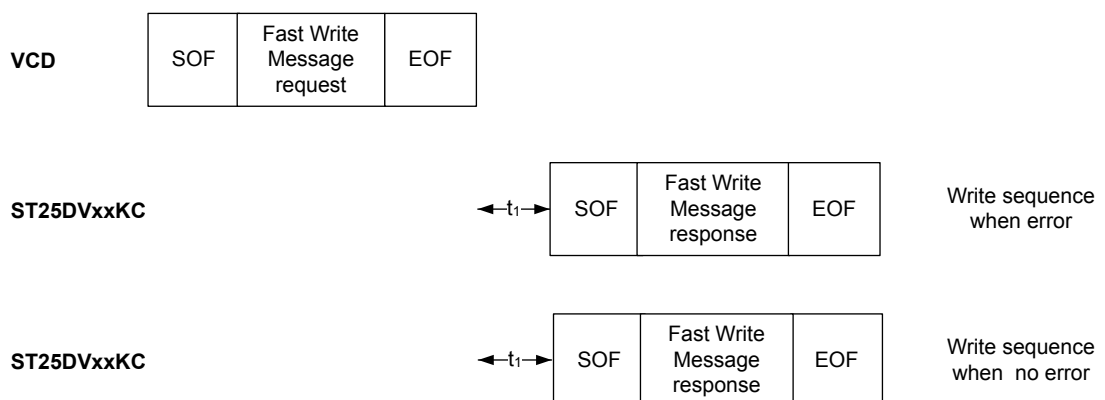 VCD
SOF
Fast Write
Message
request
EOF
ST25DVxxKC
t1
SOF
Fast Write
Message
response
EOF
Write sequence
when error
ST25DVxxKC
t1
SOF
Fast Write
Message
response
EOF
Write sequence
when no error